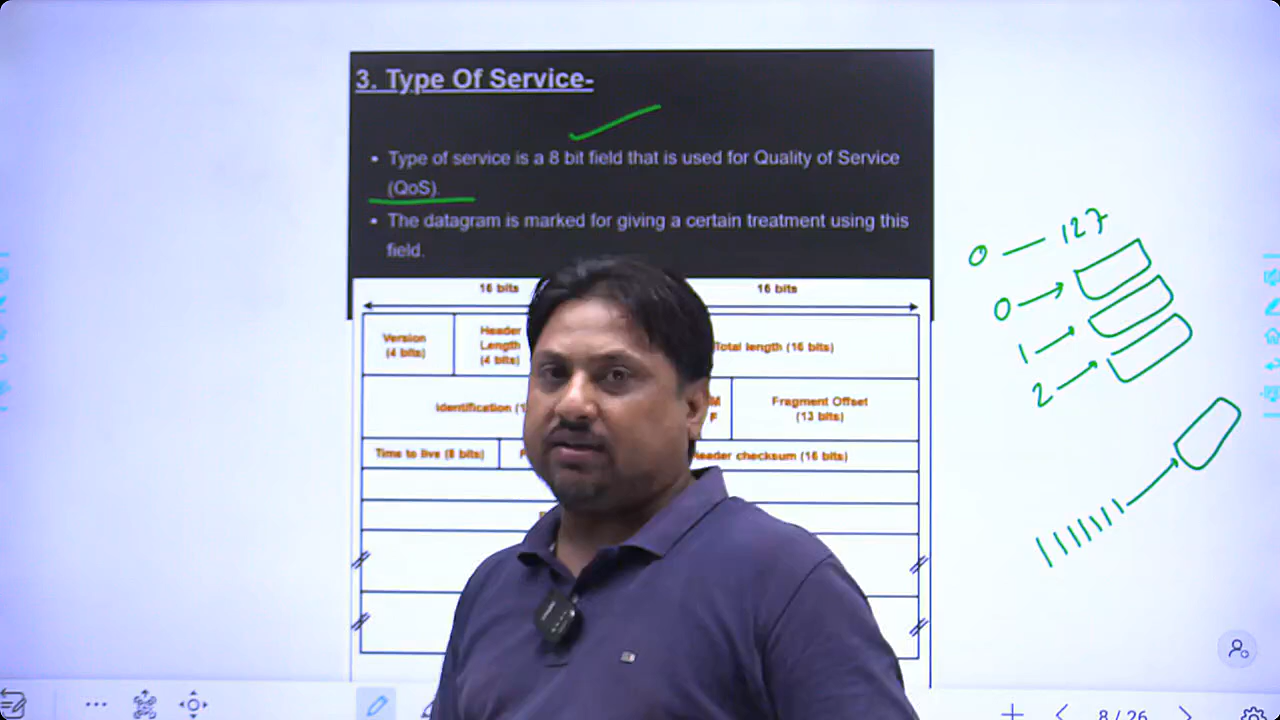 3. Type Of Service-
• Type of service is a 8 bit field that is used for Quality of Service
(QoS).
• The datagram is marked for giving a certain treatment using this
field.
16 bits 16 bits
Version
(4 bits)
Header
Length
(4 bits)
Total length (16 bits)
Identification (1
M
F
Fragment Offset
(13 bits)
Time to live (8 bits)
Header checksum (16 bits)
0 — 127
0
1
2
8 / 26